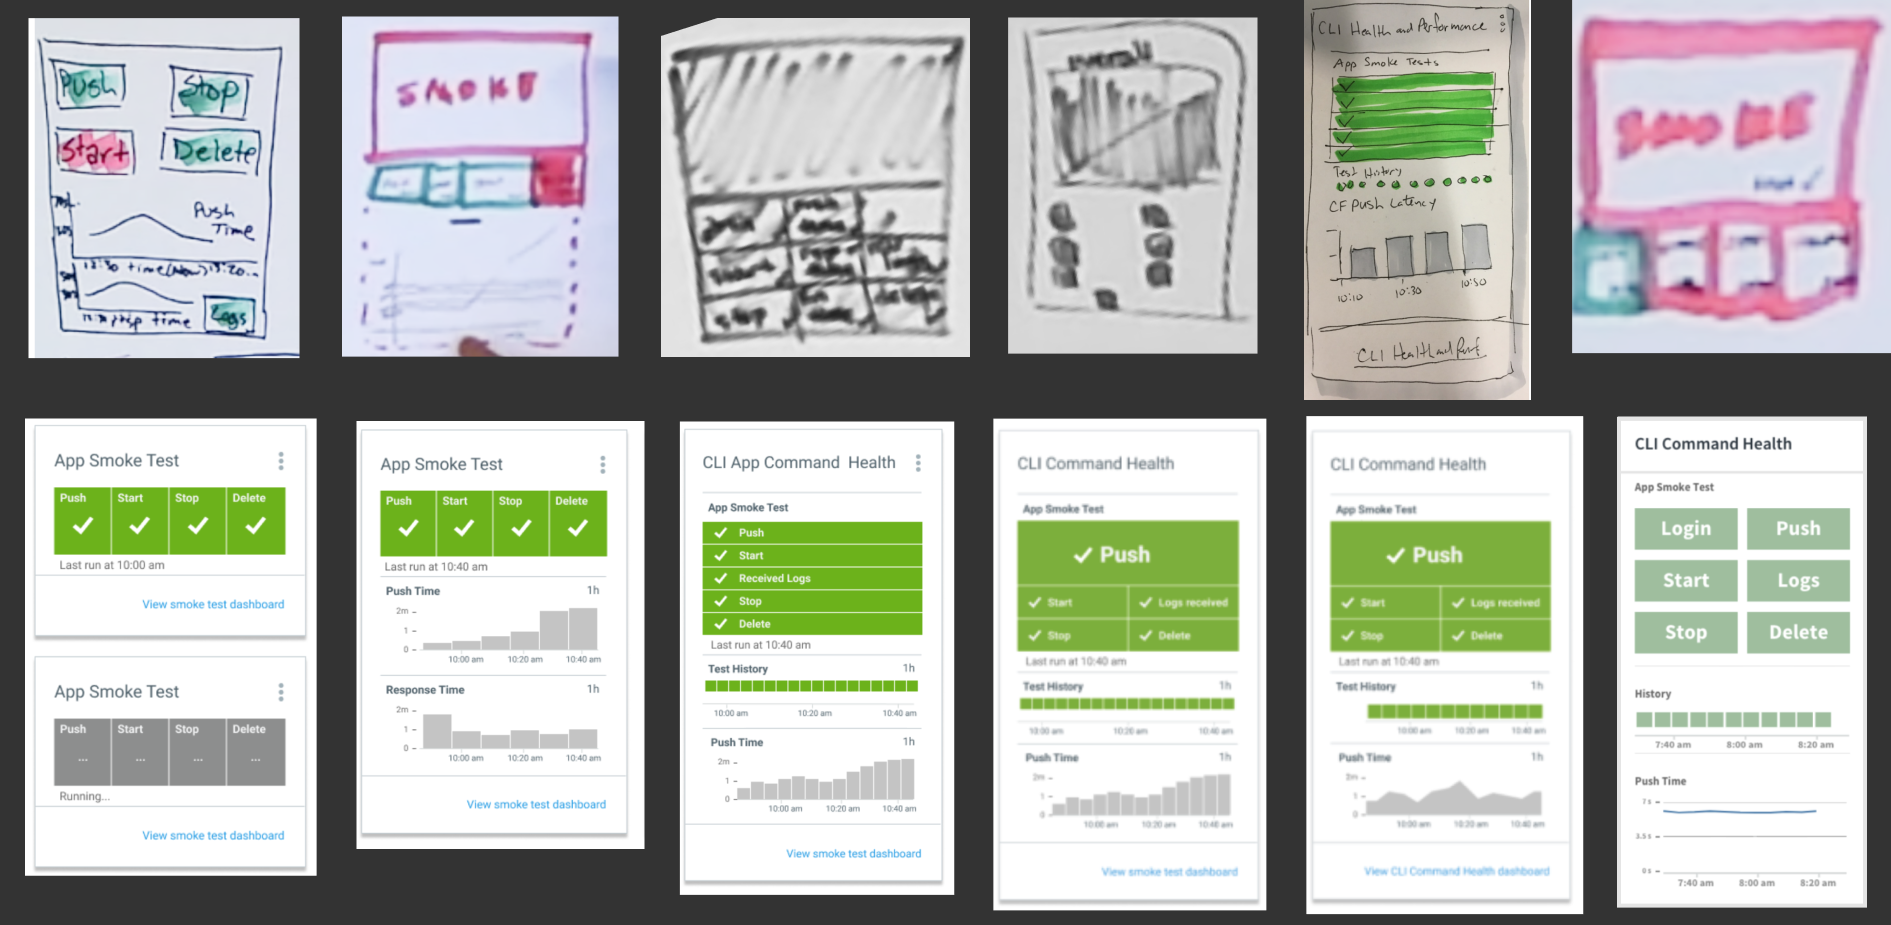 Push
Stop
Start
Delete
Push
Time
Logs
SMOKE
overall
CLI Health and Performance
App Smoke Tests
Test History
CF Push Latency
10:10 10:30 10:50
CLI Health and Perf
SMOKE
App Smoke Test
Push Start Stop Delete
Last run at 10:00 am
View smoke test dashboard
App Smoke Test
Push Start Stop Delete
... ... ... ...
Running...
View smoke test dashboard
App Smoke Test
Push Start Stop Delete
Last run at 10:40 am
Push Time 1h
2m
1
0
10:00 am 10:20 am 10:40 am
Response Time 1h
2m
1
0
10:00 am 10:20 am 10:40 am
View smoke test dashboard
CLI App Command Health
App Smoke Test
Push
Start
Received Logs
Stop
Delete
Last run at 10:40 am
Test History 1h
10:00 am 10:20 am 10:40 am
Push Time 1h
2m
1
0
10:00 am 10:20 am 10:40 am
View smoke test dashboard
CLI Command Health
App Smoke Test
Push
Start Logs received
Stop Delete
Last run at 10:40 am
Test History 1h
10:00 am 10:20 am 10:40 am
Push Time 1h
2m
1
0
10:00 am 10:20 am 10:40 am
View smoke test dashboard
CLI Command Health
App Smoke Test
Push
Start Logs received
Stop Delete
Last run at 10:40 am
Test History 1h
10:00 am 10:20 am 10:40 am
Push Time 1h
2m
1
0
10:00 am 10:20 am 10:40 am
View CLI Command Health dashboard
CLI Command Health
App Smoke Test
Login Push
Start Logs
Stop Delete
History
7:40 am 8:00 am 8:20 am
Push Time
7 s
3.5 s
0 s
7:40 am 8:00 am 8:20 am